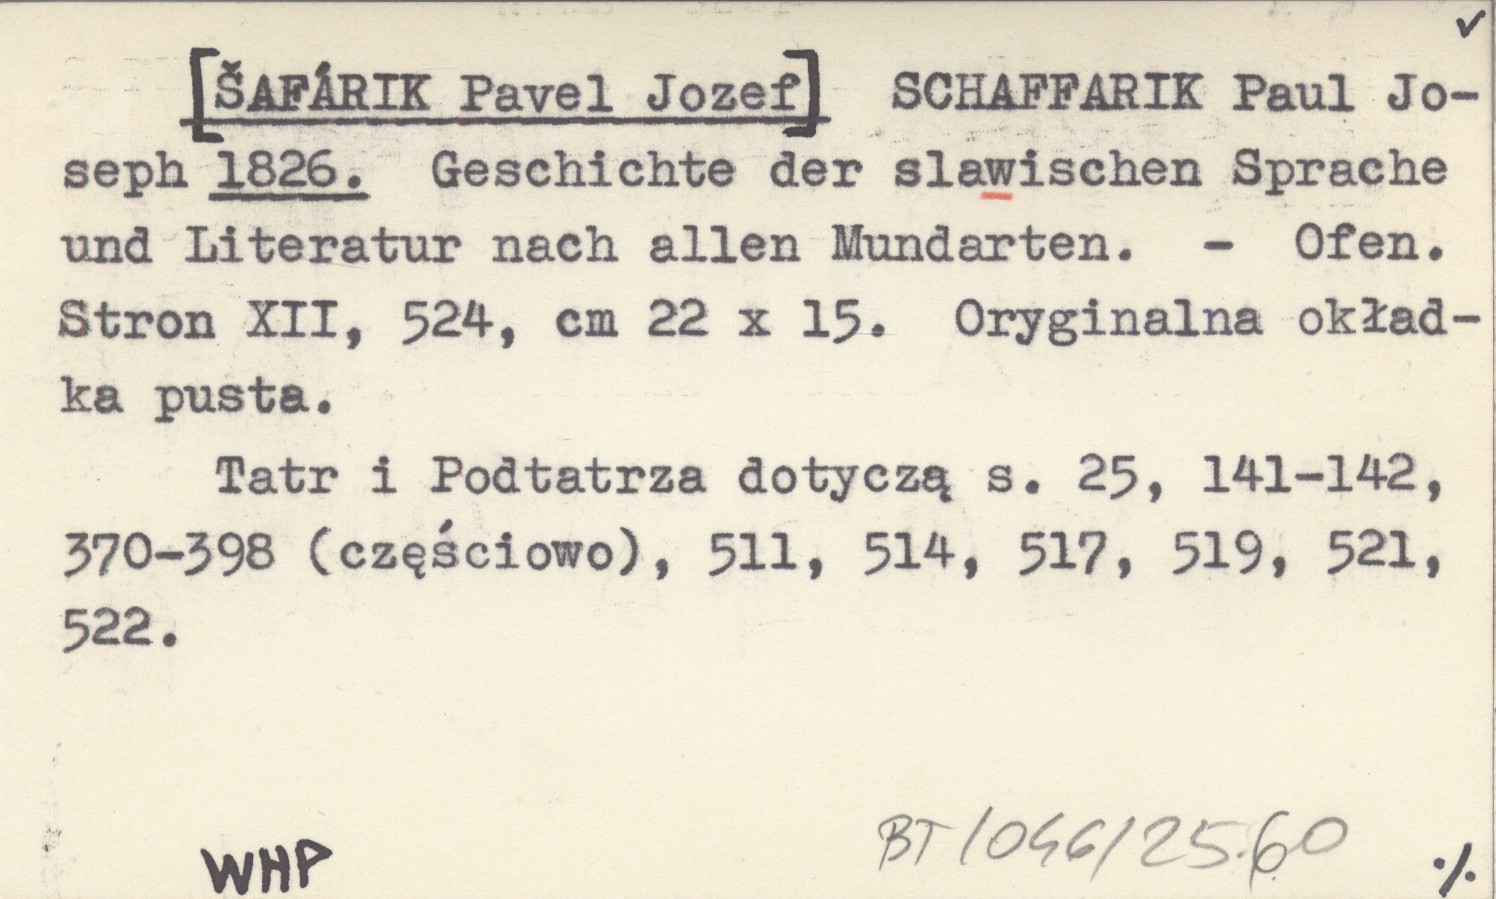 [ŠAFÁRIK Pavel Jozef] SCHAFFARIK Paul Jo-
seph 1826. Geschichte der slawischen Sprache
und Literatur nach allen Mundarten. - Ofen.
Stron XII, 524, cm 22 x 15. Oryginalna okład-
ka pusta.
Tatr i Podtatrza dotyczą s. 25, 141-142,
370-398 (częściowo), 511, 514, 517, 519, 521,
522.
WHP
BT/046/25.60
./.